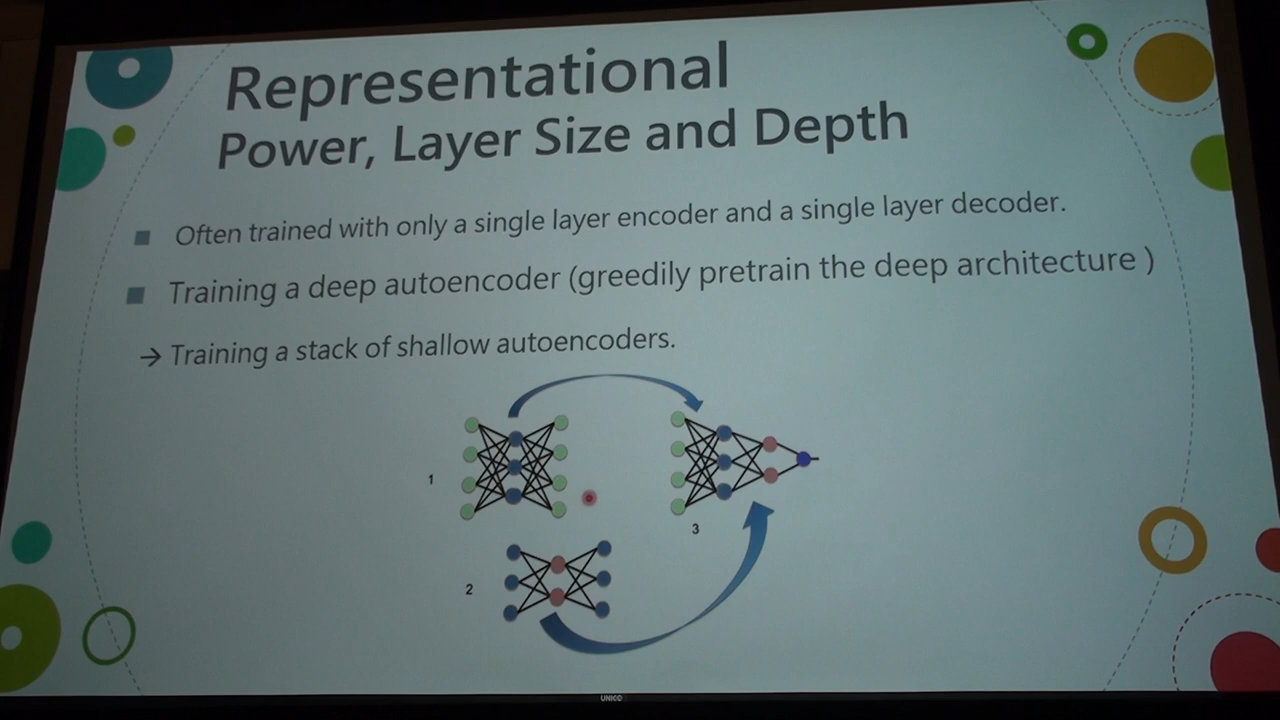 Representational
Power, Layer Size and Depth
Often trained with only a single layer encoder and a single layer decoder.
Training a deep autoencoder (greedily pretrain the deep architecture )
→ Training a stack of shallow autoencoders.
1
3
2
UNICO